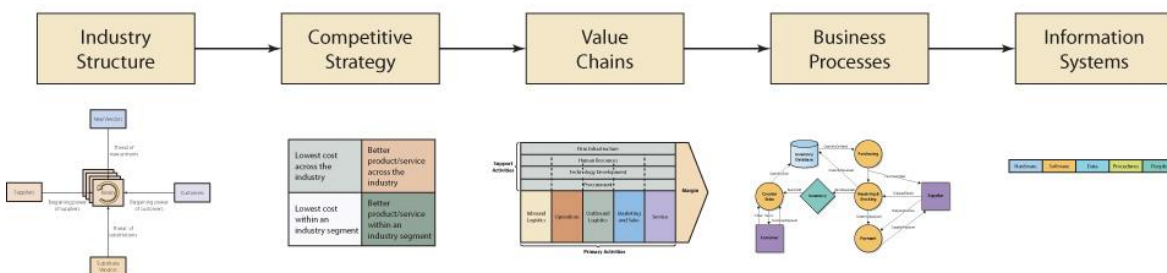 Industry
Structure
Competitive
Strategy
Value
Chains
Business
Processes
Information
Systems
New Vendors
Threat of
new entrants
Suppliers
Bargaining power
of suppliers
Bargaining power
of customers
Customers
Threat of
substitutions
Substitute
Vendors
Lowest cost
across the
industry
Better
product/service
across the
industry
Lowest cost
within an
industry segment
Better
product/service
within an
industry segment
Support
Activities
Firm Infrastructure
Human Resources
Technology Development
Procurement
Inbound
Logistics
Operations
Outbound
Logistics
Marketing
and Sales
Service
Margin
Primary Activities
Inventory
Database
Purchasing
Counter
Sales
Inventory
Receiving &
Stocking
Supplier
Customer
Payment
Hardware
Software
Data
Procedures
People